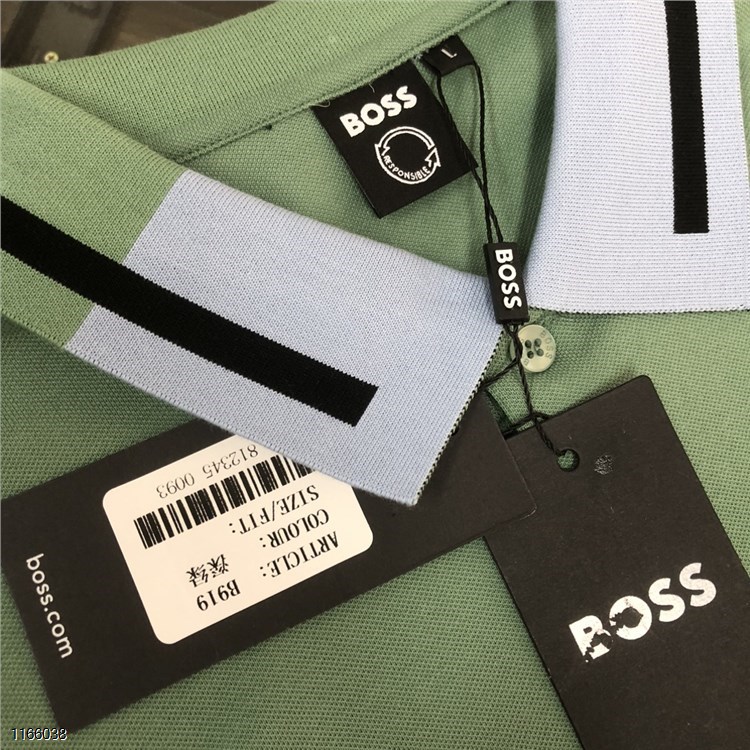 L
BOSS
RESPONSIBLE
BOSS
BOSS
boss.com
ARTICLE: B919
COLOUR: 深绿
SIZE/FIT:
812345 0093
1166038